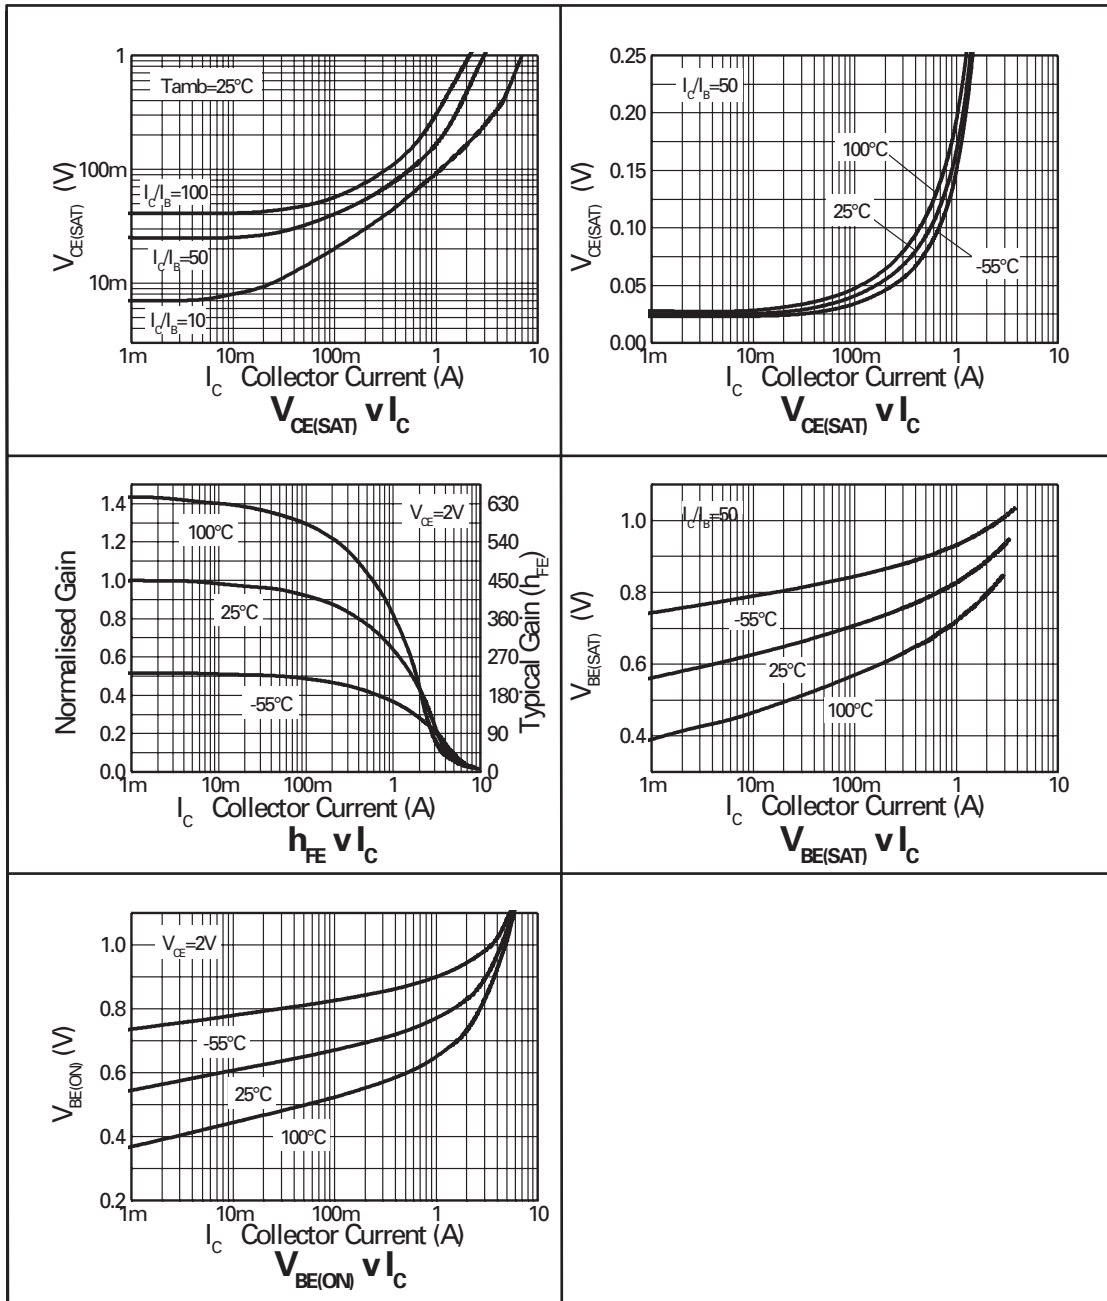 1
100m
10m
V_CE(SAT) (V)
Tamb=25°C
I_C/I_B=100
I_C/I_B=50
I_C/I_B=10
1m 10m 100m 1 10
I_C Collector Current (A)
V_CE(SAT) v I_C
0.25
0.20
0.15
0.10
0.05
0.00
V_CE(SAT) (V)
I_C/I_B=50
100°C
25°C
-55°C
1m 10m 100m 1 10
I_C Collector Current (A)
V_CE(SAT) v I_C
1.4
1.2
1.0
0.8
0.6
0.4
0.2
0.0
Normalised Gain
V_CE=2V
100°C
25°C
-55°C
630
540
450
360
270
180
90
0
Typical Gain (h_FE)
1m 10m 100m 1 10
I_C Collector Current (A)
h_FE v I_C
1.0
0.8
0.6
0.4
V_BE(SAT) (V)
I_C/I_B=50
-55°C
25°C
100°C
1m 10m 100m 1 10
I_C Collector Current (A)
V_BE(SAT) v I_C
1.0
0.8
0.6
0.4
0.2
V_BE(ON) (V)
V_CE=2V
-55°C
25°C
100°C
1m 10m 100m 1 10
I_C Collector Current (A)
V_BE(ON) v I_C